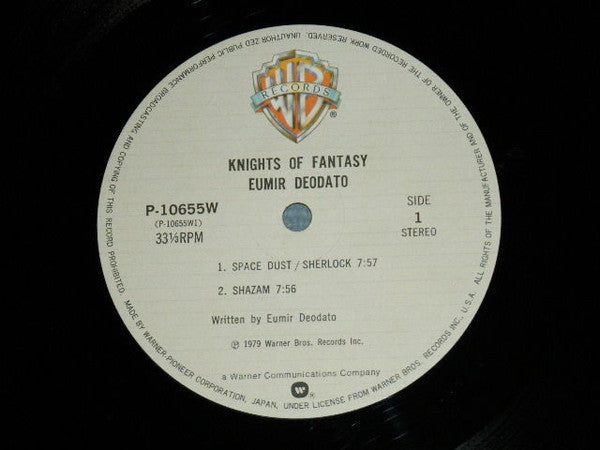 WB
RECORDS
®
KNIGHTS OF FANTASY
EUMIR DEODATO
P-10655W
(P-10655W1)
33⅓RPM
SIDE
1
STEREO
1. SPACE DUST / SHERLOCK 7:57
2. SHAZAM 7:56
Written by Eumir Deodato
℗ 1979 Warner Bros. Records Inc.
a Warner Communications Company
®
MADE BY WARNER-PIONEER CORPORATION, JAPAN, UNDER LICENSE FROM WARNER BROS. RECORDS INC., U.S.A. ALL RIGHTS OF THE MANUFACTURER AND OF THE OWNER OF THE RECORDED WORK RESERVED. UNAUTHORIZED PUBLIC PERFORMANCE BROADCASTING AND COPYING OF THIS RECORD PROHIBITED.